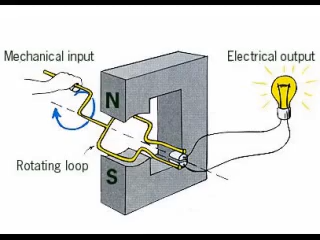 Mechanical input
Electrical output
N
Rotating loop
S